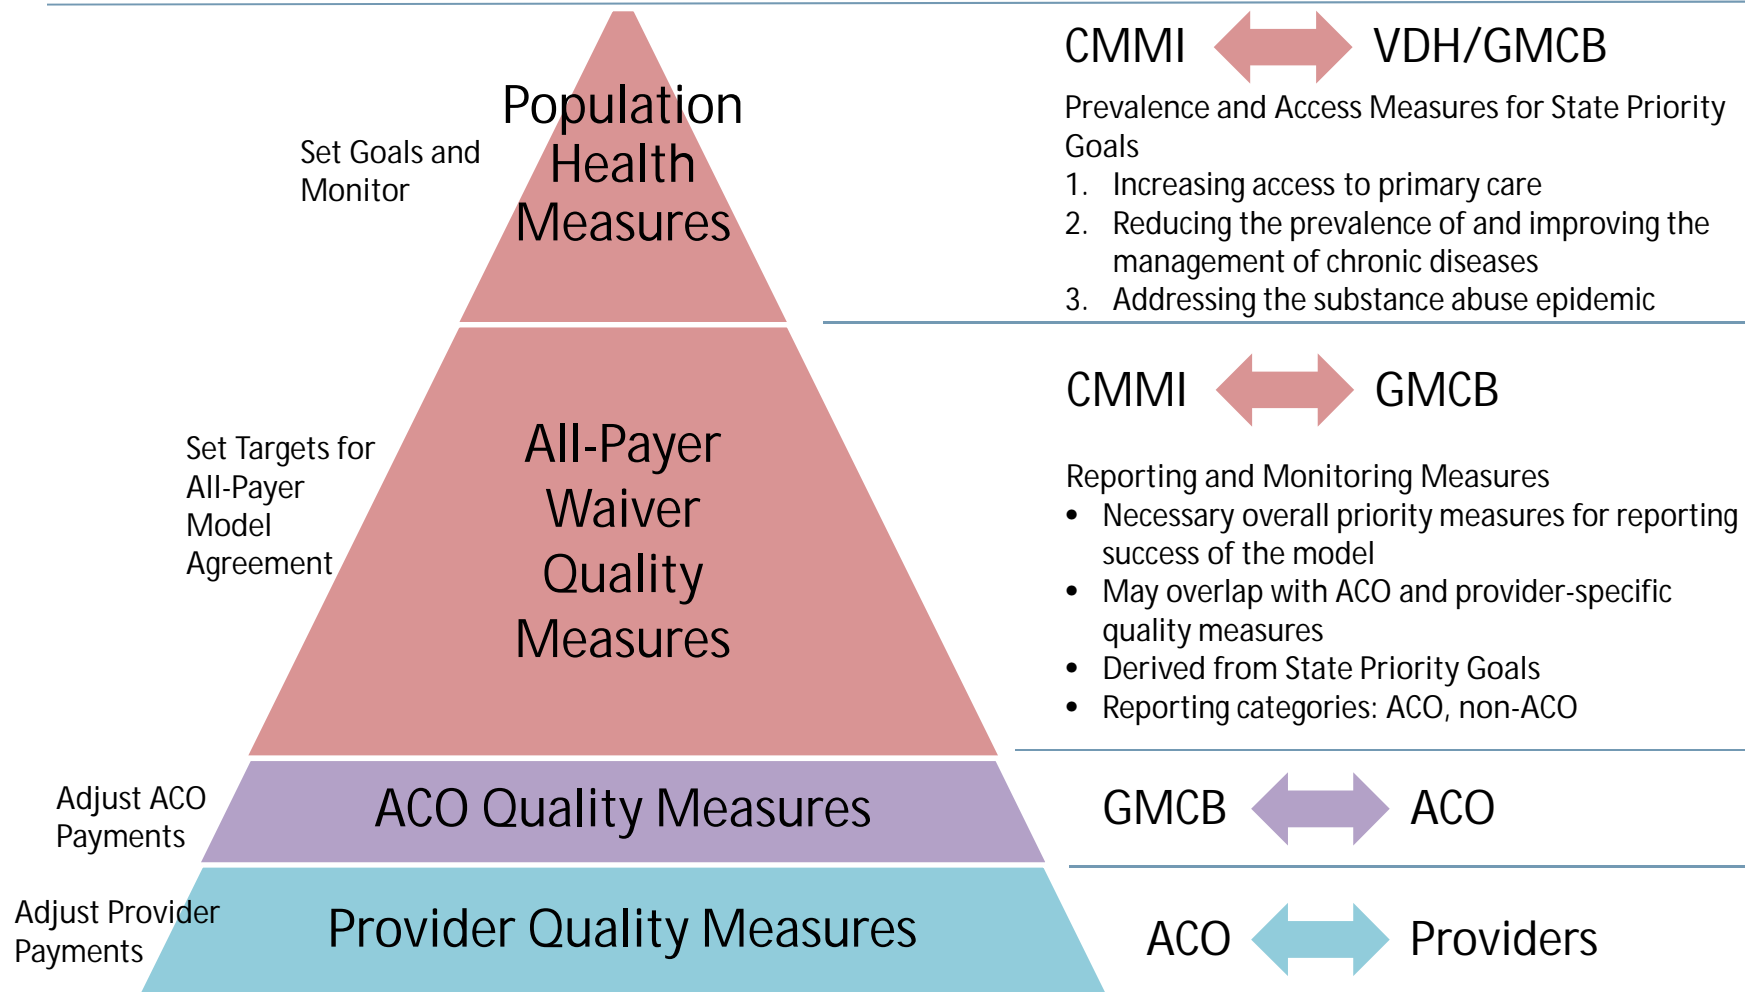 Set Goals and
Monitor
Population
Health
Measures
CMMI VDH/GMCB
Prevalence and Access Measures for State Priority
Goals
1. Increasing access to primary care
2. Reducing the prevalence of and improving the
management of chronic diseases
3. Addressing the substance abuse epidemic
Set Targets for
All-Payer
Model
Agreement
All-Payer
Waiver
Quality
Measures
CMMI GMCB
Reporting and Monitoring Measures
• Necessary overall priority measures for reporting
success of the model
• May overlap with ACO and provider-specific
quality measures
• Derived from State Priority Goals
• Reporting categories: ACO, non-ACO
Adjust ACO
Payments
ACO Quality Measures
GMCB ACO
Adjust Provider
Payments
Provider Quality Measures
ACO Providers